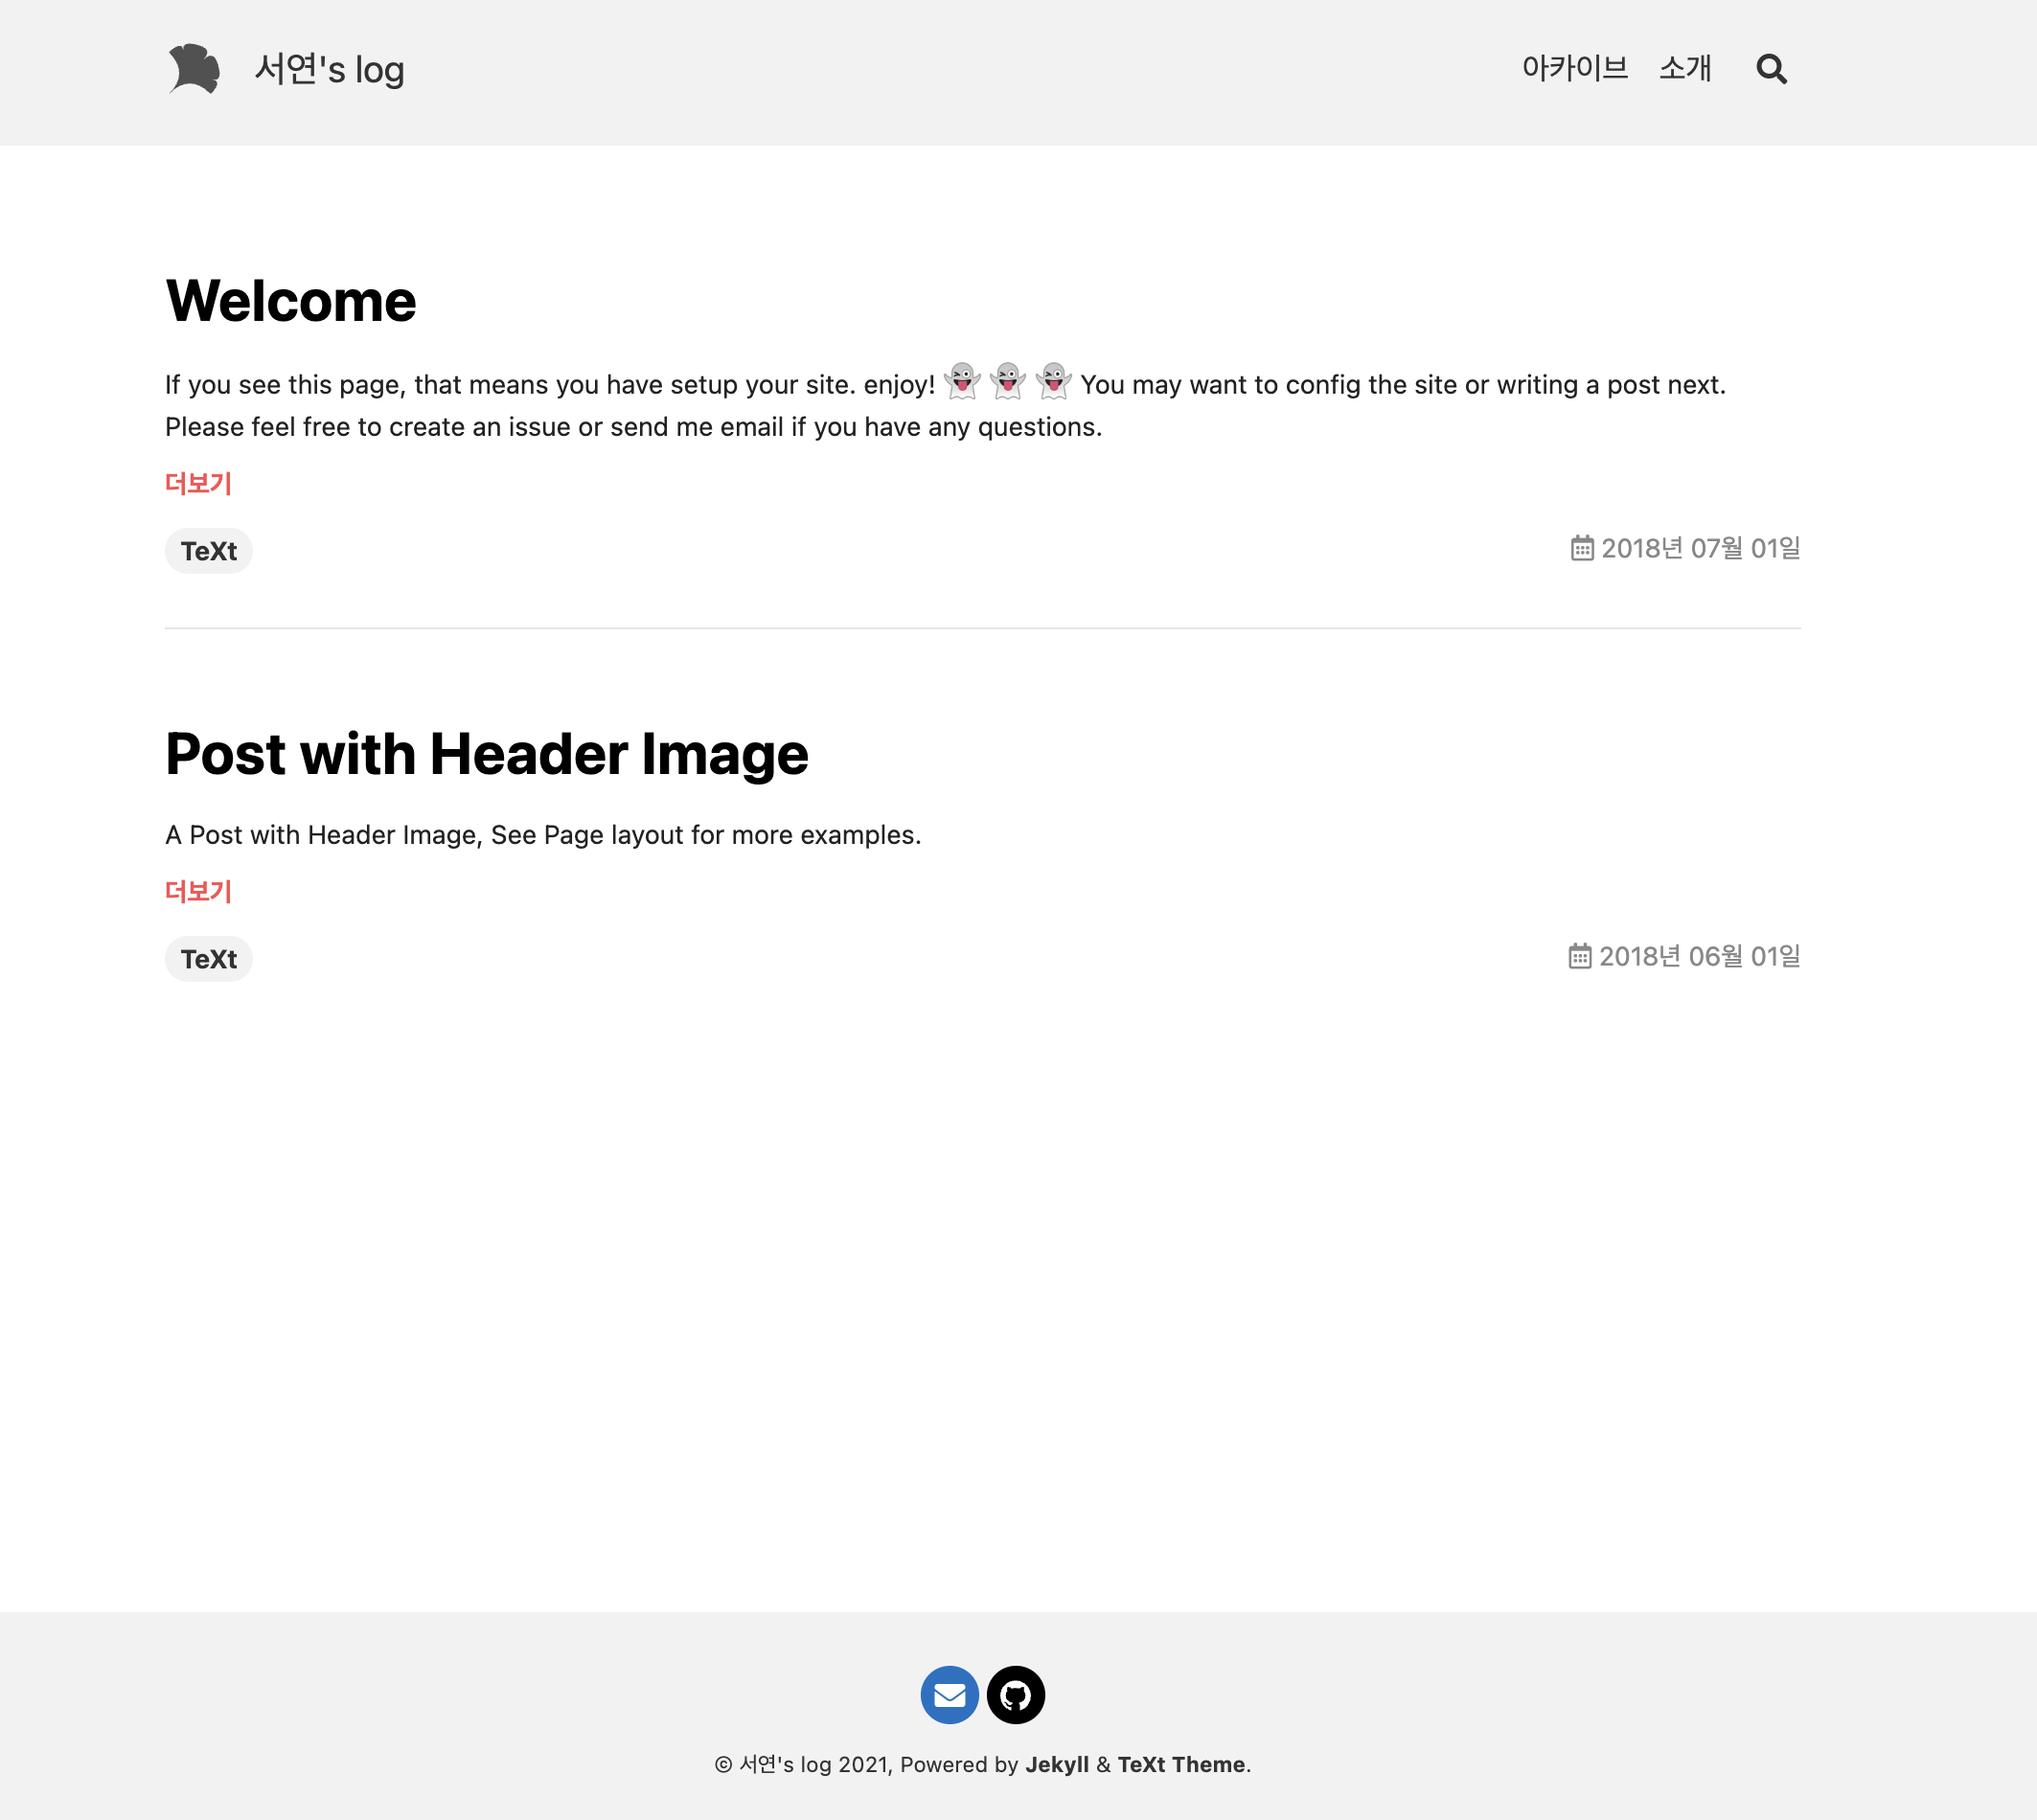 서연's log
아카이브 소개
Welcome
If you see this page, that means you have setup your site. enjoy! 👻 👻 👻 You may want to config the site or writing a post next.
Please feel free to create an issue or send me email if you have any questions.
더보기
TeXt
2018년 07월 01일
Post with Header Image
A Post with Header Image, See Page layout for more examples.
더보기
TeXt
2018년 06월 01일
© 서연's log 2021, Powered by Jekyll & TeXt Theme.